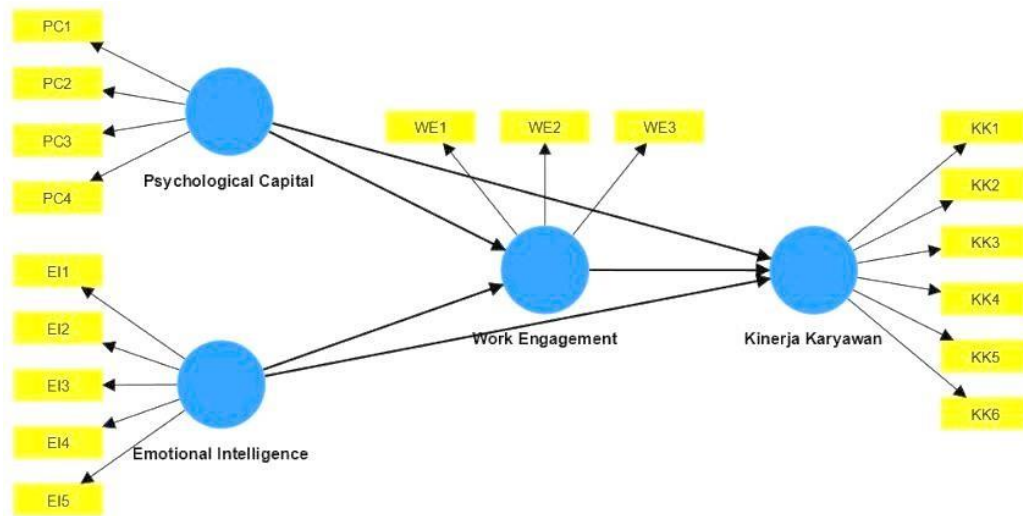 PC1
PC2
PC3
PC4
Psychological Capital
WE1
WE2
WE3
KK1
KK2
KK3
KK4
KK5
KK6
Work Engagement
Kinerja Karyawan
EI1
EI2
EI3
EI4
EI5
Emotional Intelligence